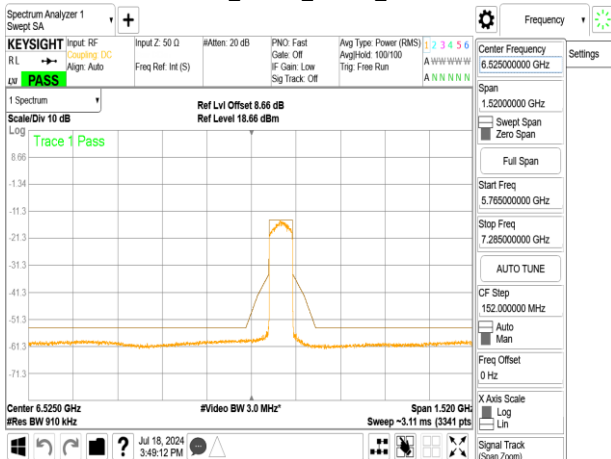 Spectrum Analyzer 1
Swept SA
Frequency
Settings
KEYSIGHT
RL
LXI
PASS
Input: RF
Coupling: DC
Align: Auto
Input Z: 50 Ω
Freq Ref: Int (S)
#Atten: 20 dB
PNO: Fast
Gate: Off
IF Gain: Low
Sig Track: Off
Avg Type: Power (RMS)
Avg|Hold: 100/100
Trig: Free Run
1 2 3 4 5 6
A W W W W W
A N N N N N
1 Spectrum
Scale/Div 10 dB
Ref Lvl Offset 8.66 dB
Ref Level 18.66 dBm
Log
Trace 1 Pass
8.66
-1.34
-11.3
-21.3
-31.3
-41.3
-51.3
-61.3
-71.3
Center 6.5250 GHz
#Res BW 910 kHz
#Video BW 3.0 MHz*
Span 1.520 GHz
Sweep ~3.11 ms (3341 pts
Center Frequency
6.525000000 GHz
Span
1.52000000 GHz
Swept Span
Zero Span
Full Span
Start Freq
5.765000000 GHz
Stop Freq
7.285000000 GHz
AUTO TUNE
CF Step
152.000000 MHz
Auto
Man
Freq Offset
0 Hz
X Axis Scale
Log
Lin
Signal Track
(Span Zoom)
?
Jul 18, 2024
3:49:12 PM